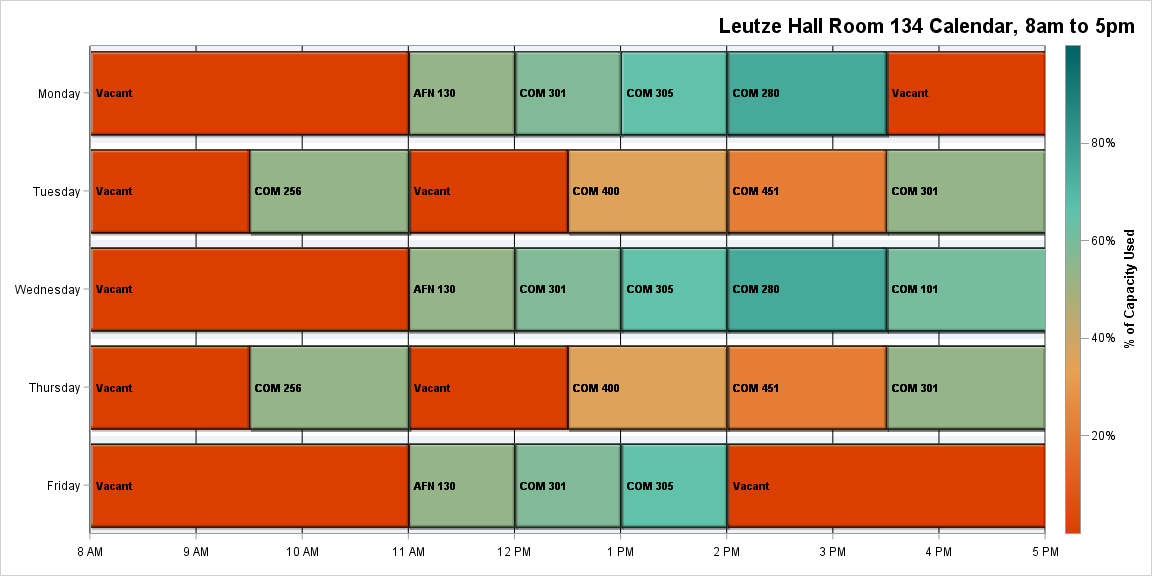 Leutze Hall Room 134 Calendar, 8am to 5pm
Monday
Vacant
AFN 130
COM 301
COM 305
COM 280
Vacant
Tuesday
Vacant
COM 256
Vacant
COM 400
COM 451
COM 301
Wednesday
Vacant
AFN 130
COM 301
COM 305
COM 280
COM 101
Thursday
Vacant
COM 256
Vacant
COM 400
COM 451
COM 301
Friday
Vacant
AFN 130
COM 301
COM 305
Vacant
8 AM
9 AM
10 AM
11 AM
12 PM
1 PM
2 PM
3 PM
4 PM
5 PM
80%
60%
40%
20%
% of Capacity Used